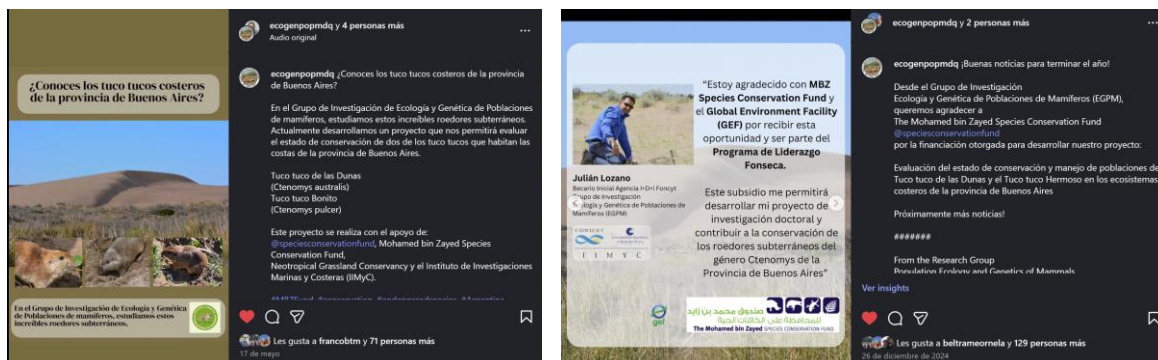 ¿Conoces los tuco tucos costeros
de la provincia de Buenos Aires?
En el Grupo de Investigación de Ecología y Genética
de Poblaciones de mamíferos, estudiamos estos
increíbles roedores subterráneos.
ecogenpopmdq y 4 personas más
Audio original
ecogenpopmdq ¿Conoces los tuco tucos costeros de la provincia
de Buenos Aires?
En el Grupo de Investigación de Ecología y Genética de Poblaciones
de mamíferos, estudiamos estos increíbles roedores subterráneos.
Actualmente desarrollamos un proyecto que nos permitirá evaluar
el estado de conservación de dos de los tuco tucos que habitan las
costas de la provincia de Buenos Aires.
Tuco tuco de las Dunas
(Ctenomys australis)
Tuco tuco Bonito
(Ctenomys pulcer)
Este proyecto se realiza con el apoyo de:
@speciesconservationfund, Mohamed bin Zayed Species
Conservation Fund,
Neotropical Grassland Conservancy y el Instituto de Investigaciones
Marinas y Costeras (IIMyC).
Les gusta a francobtm y 71 personas más
17 de mayo
"Estoy agradecido con MBZ
Species Conservation Fund y
el Global Environment Facility
(GEF) por recibir esta
oportunidad y ser parte del
Programa de Liderazgo
Fonseca.
Este subsidio me permitirá
desarrollar mi proyecto de
investigación doctoral y
contribuir a la conservación de
los roedores subterráneos del
género Ctenomys de la
Provincia de Buenos Aires"
Julián Lozano
Becario Inicial Agencia I+D+i Foncyt
Grupo de Investigación
Ecología y Genética de Poblaciones de
Mamíferos (EGPM)
CONICET
I I M Y C
gef
صندوق محمد بن زايد
للمحافظة على الكائنات الحية
The Mohamed bin Zayed SPECIES CONSERVATION FUND
ecogenpopmdq y 2 personas más
ecogenpopmdq ¡Buenas noticias para terminar el año!
Desde el Grupo de Investigación
Ecología y Genética de Poblaciones de Mamíferos (EGPM),
queremos agradecer a
The Mohamed bin Zayed Species Conservation Fund
@speciesconservationfund
por la financiación otorgada para desarrollar nuestro proyecto:
Evaluación del estado de conservación y manejo de poblaciones de
Tuco tuco de las Dunas y el Tuco tuco Hermoso en los ecosistemas
costeros de la provincia de Buenos Aires
Próximamente más noticias!
#######
From the Research Group
Population Ecology and Genetics of Mammals
Ver insights
Les gusta a beltrameornela y 129 personas más
26 de diciembre de 2024